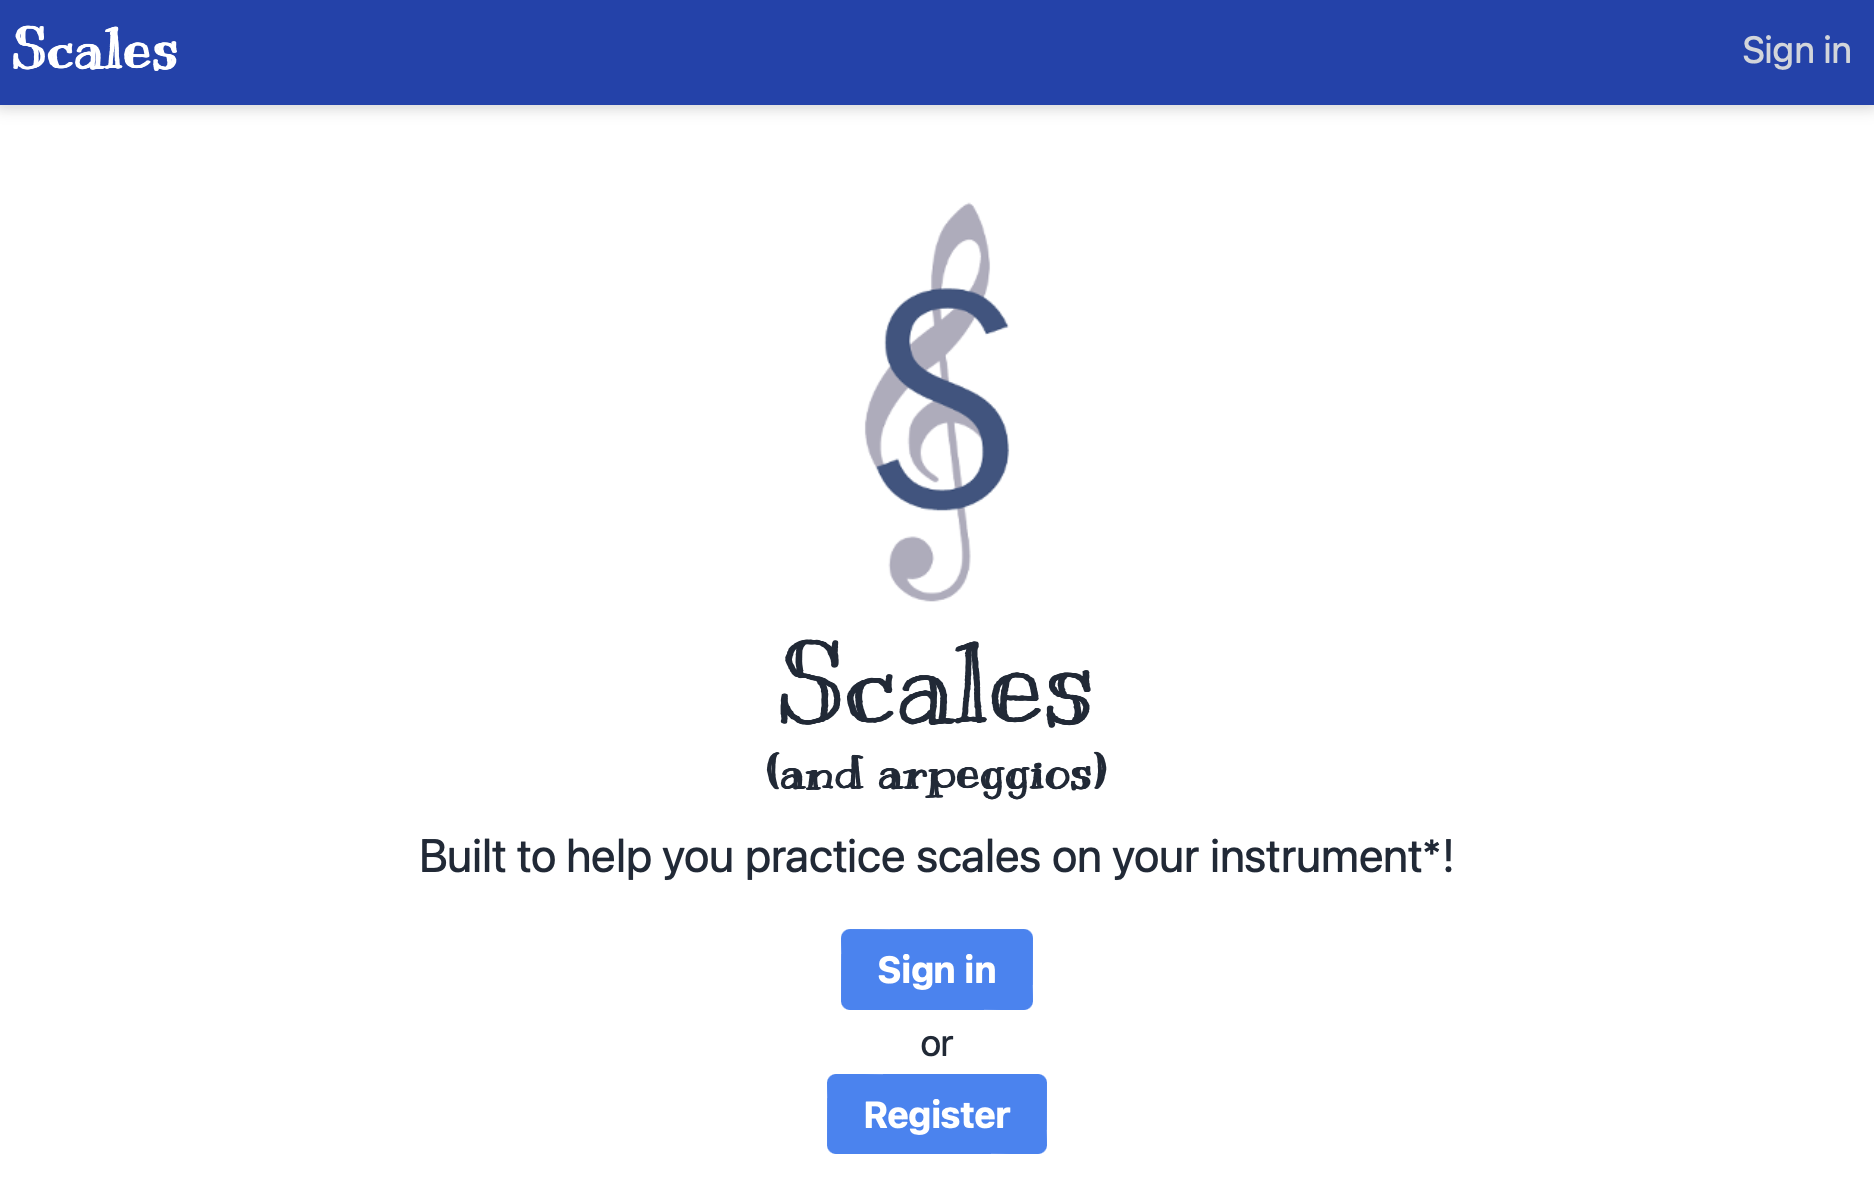 Scales
Sign in
S
Scales
(and arpeggios)
Built to help you practice scales on your instrument*!
Sign in
or
Register